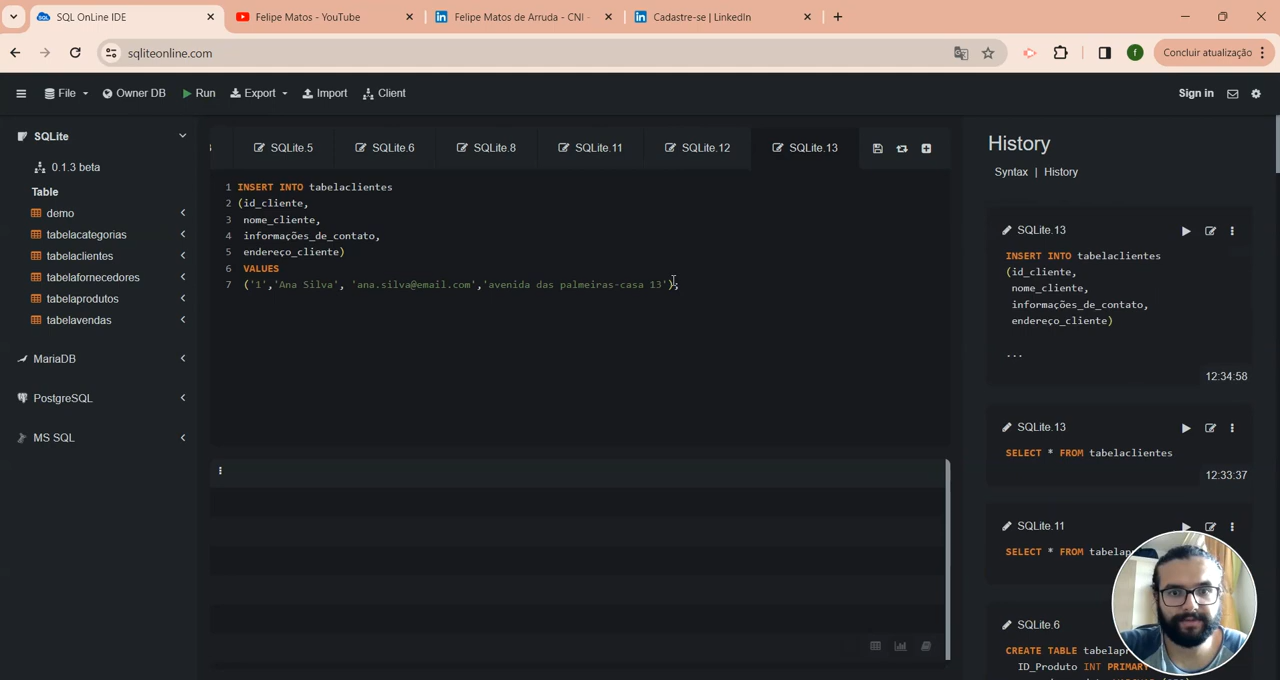 SQL OnLine IDE
Felipe Matos - YouTube
Felipe Matos de Arruda - CNI -
Cadastre-se | LinkedIn
sqliteonline.com
f
Concluir atualização
File
Owner DB
Run
Export
Import
Client
Sign in
SQLite
0.1.3 beta
Table
demo
tabelacategorias
tabelaclientes
tabelafornecedores
tabelaprodutos
tabelavendas
MariaDB
PostgreSQL
MS SQL
SQLite.5
SQLite.6
SQLite.8
SQLite.11
SQLite.12
SQLite.13
1 INSERT INTO tabelaclientes
2 (id_cliente,
3 nome_cliente,
4 informações_de_contato,
5 endereço_cliente)
6 VALUES
7 ('1','Ana Silva', 'ana.silva@email.com','avenida das palmeiras-casa 13');
History
Syntax | History
SQLite.13
INSERT INTO tabelaclientes
(id_cliente,
nome_cliente,
informações_de_contato,
endereço_cliente)
...
12:34:58
SQLite.13
SELECT * FROM tabelaclientes
12:33:37
SQLite.11
SELECT * FROM
SQLite.6
CREATE TABLE
ID_Produto INT PRIMARY